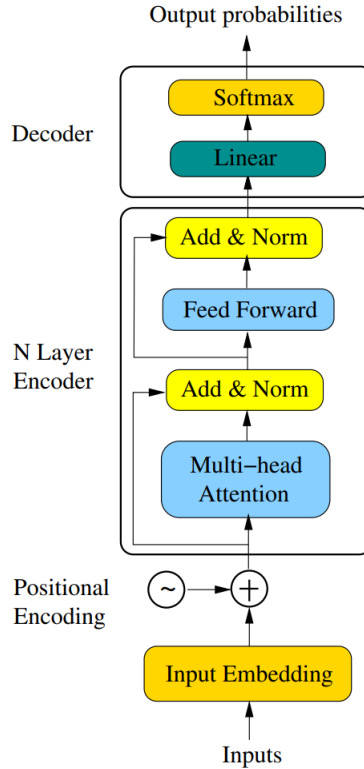 Output probabilities
Softmax
Decoder
Linear
Add & Norm
Feed Forward
N Layer
Encoder
Add & Norm
Multi−head
Attention
Positional
Encoding
~
+
Input Embedding
Inputs